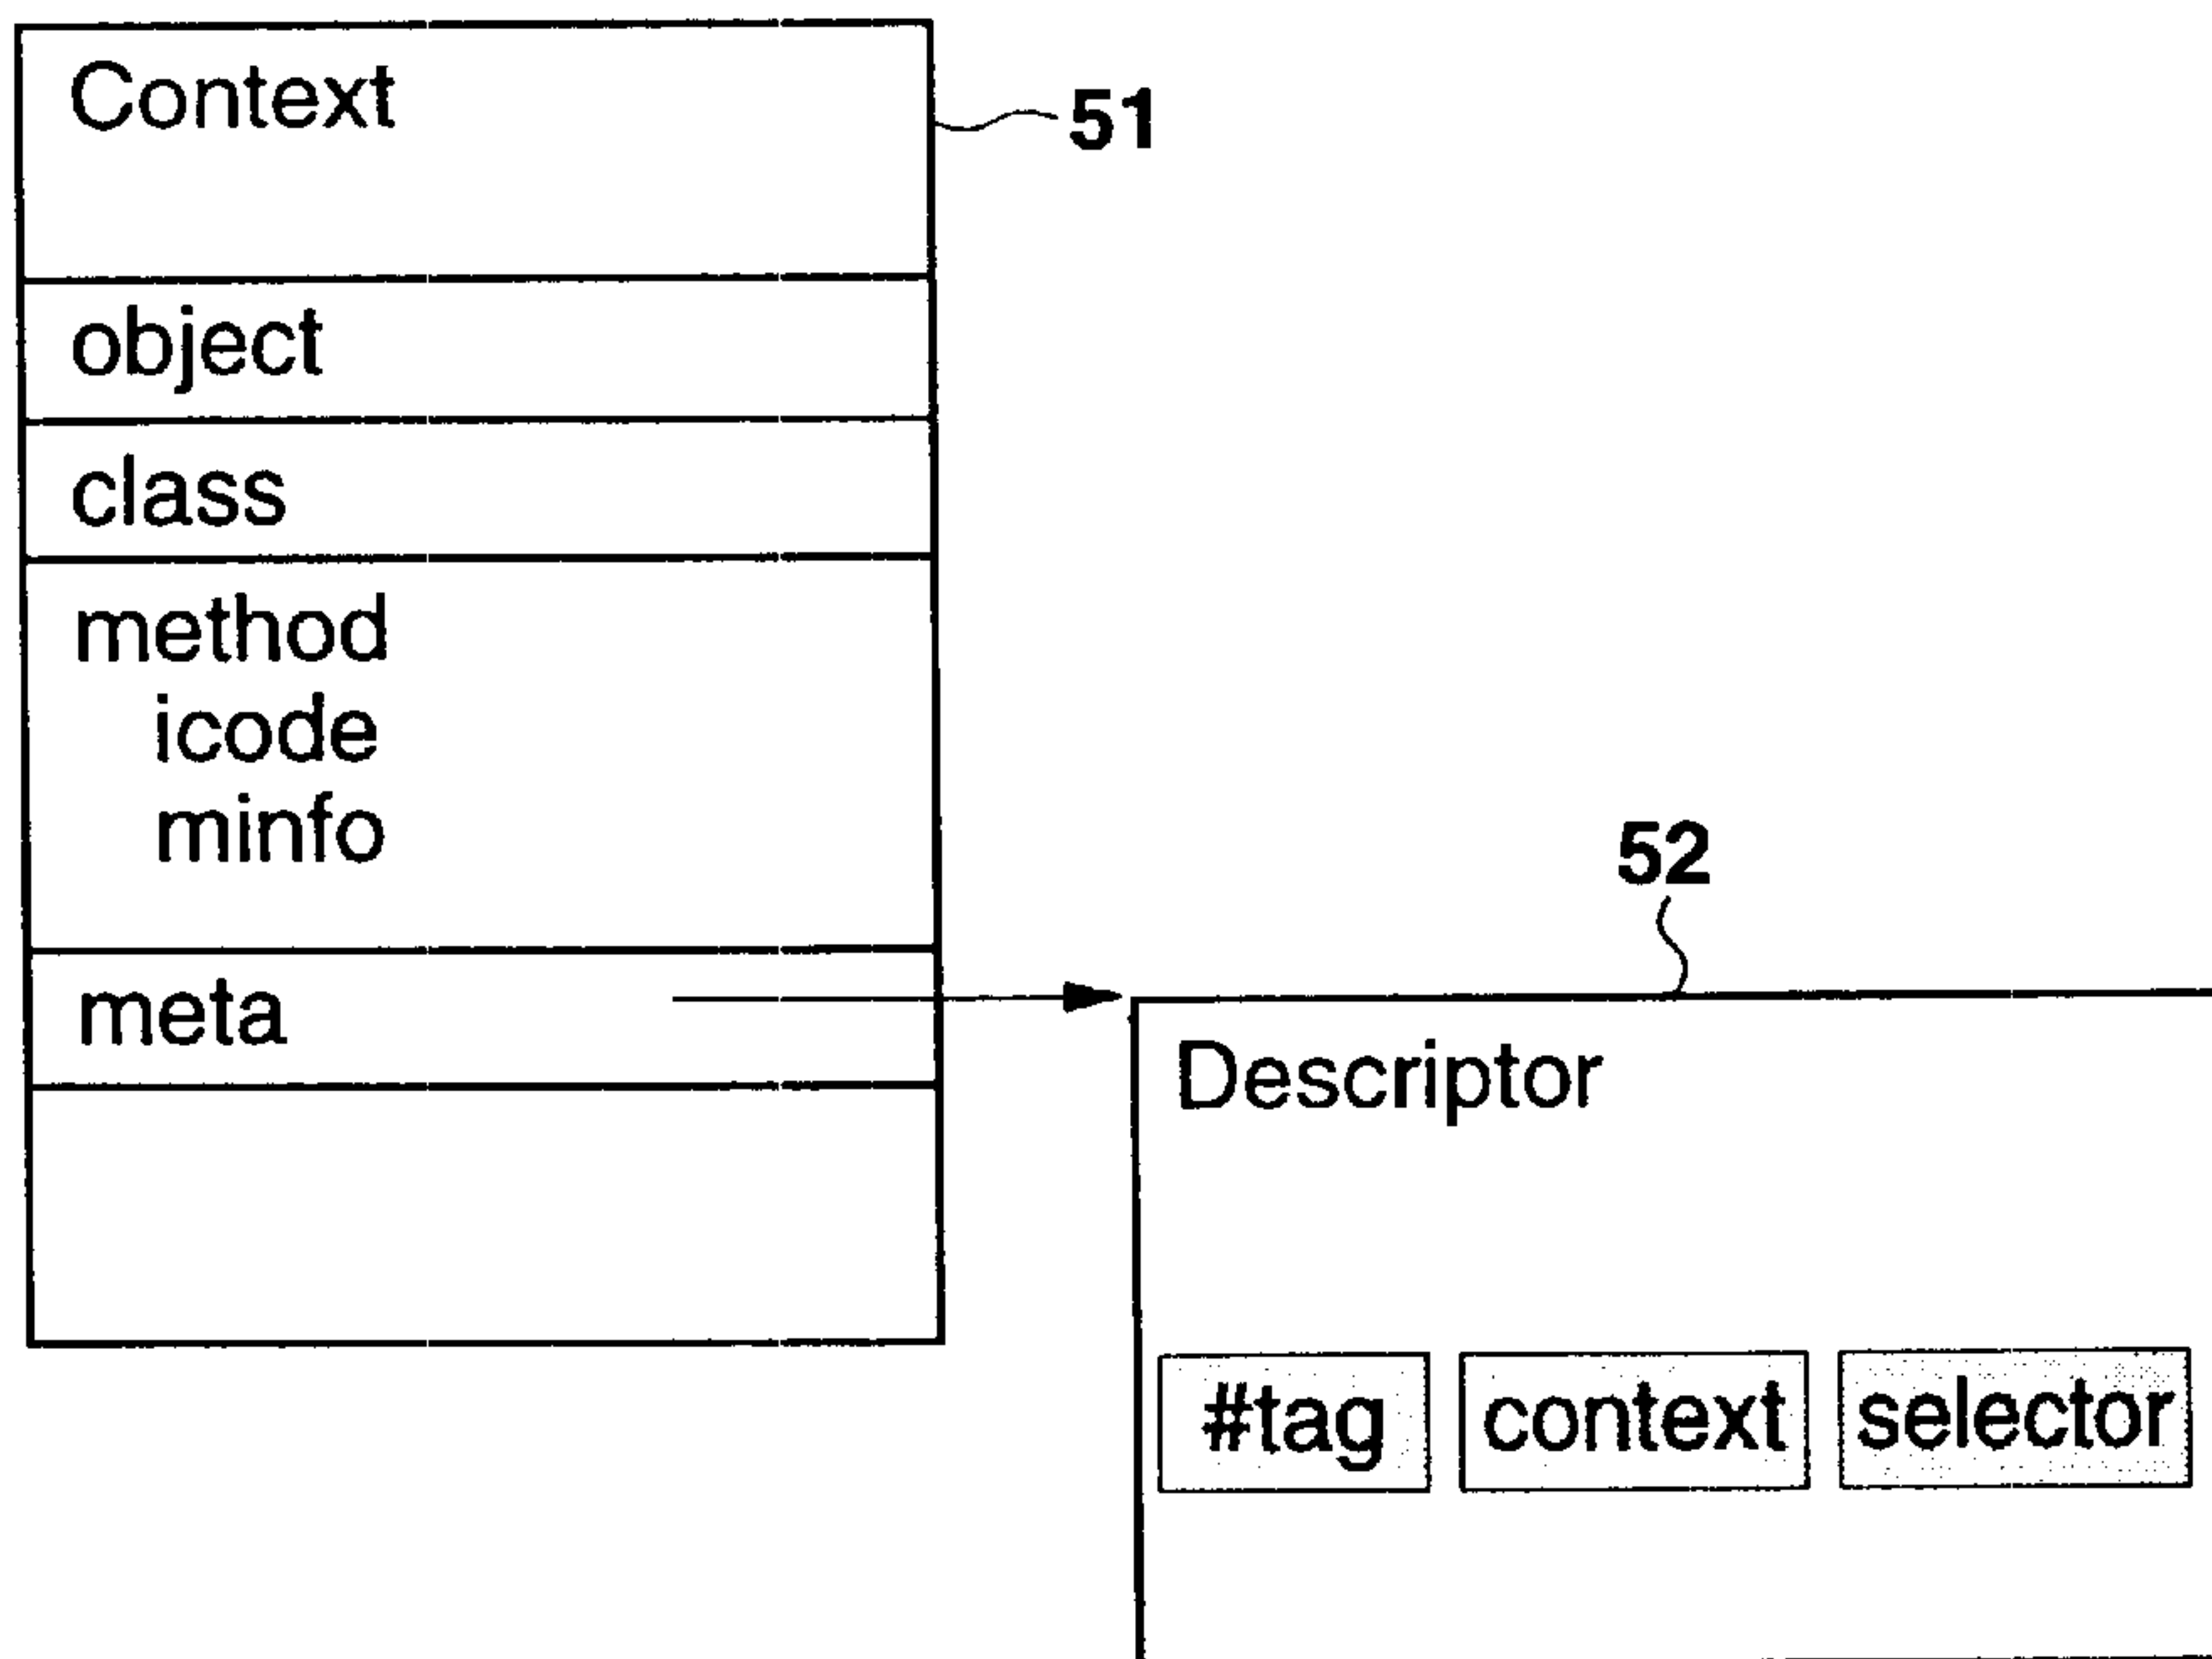 Context
51
object
class
method
icode
minfo
52
meta
Descriptor
#tag context selector